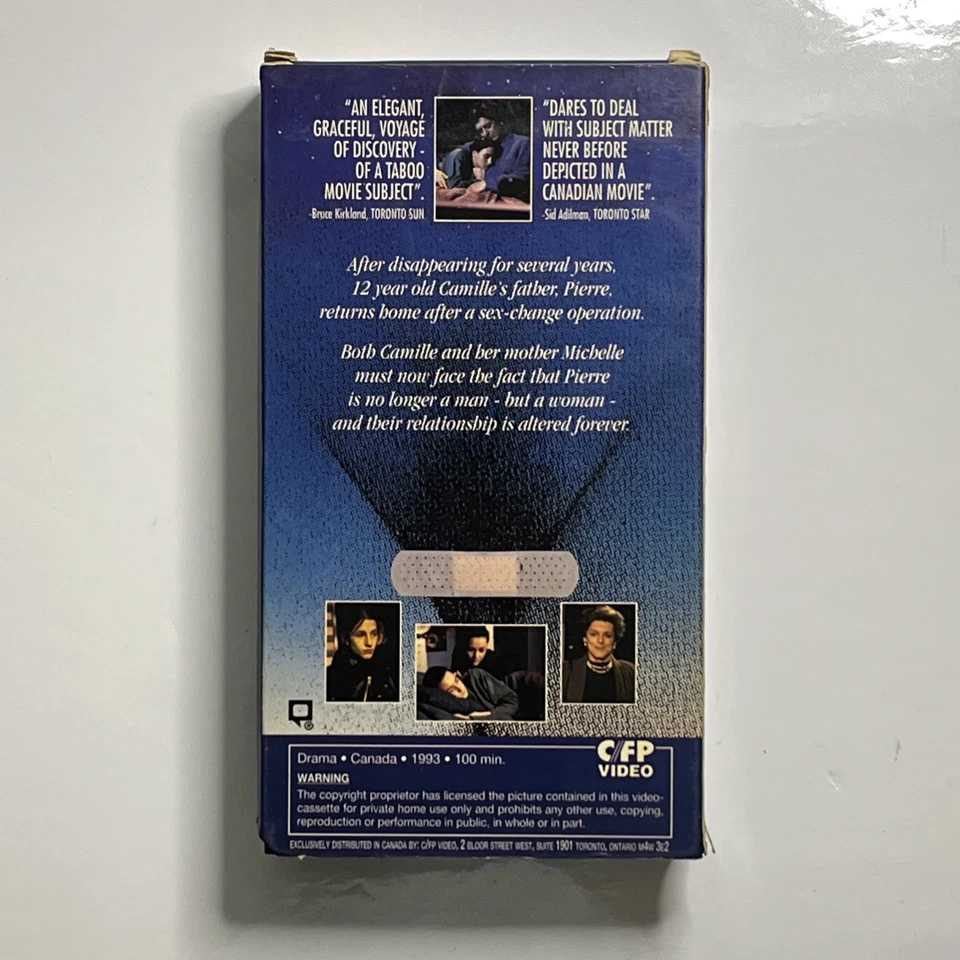 "AN ELEGANT,
GRACEFUL, VOYAGE
OF DISCOVERY -
OF A TABOO
MOVIE SUBJECT".
-Bruce Kirkland, TORONTO SUN
"DARES TO DEAL
WITH SUBJECT MATTER
NEVER BEFORE
DEPICTED IN A
CANADIAN MOVIE".
-Sid Adilman, TORONTO STAR
After disappearing for several years,
12 year old Camille's father, Pierre,
returns home after a sex-change operation.
Both Camille and her mother Michelle
must now face the fact that Pierre
is no longer a man - but a woman -
and their relationship is altered forever.
Drama • Canada • 1993 • 100 min.
C/FP
VIDEO
WARNING
The copyright proprietor has licensed the picture contained in this video-
cassette for private home use only and prohibits any other use, copying,
reproduction or performance in public, in whole or in part.
EXCLUSIVELY DISTRIBUTED IN CANADA BY: C/FP VIDEO, 2 BLOOR STREET WEST, SUITE 1901 TORONTO, ONTARIO M4W 3E2